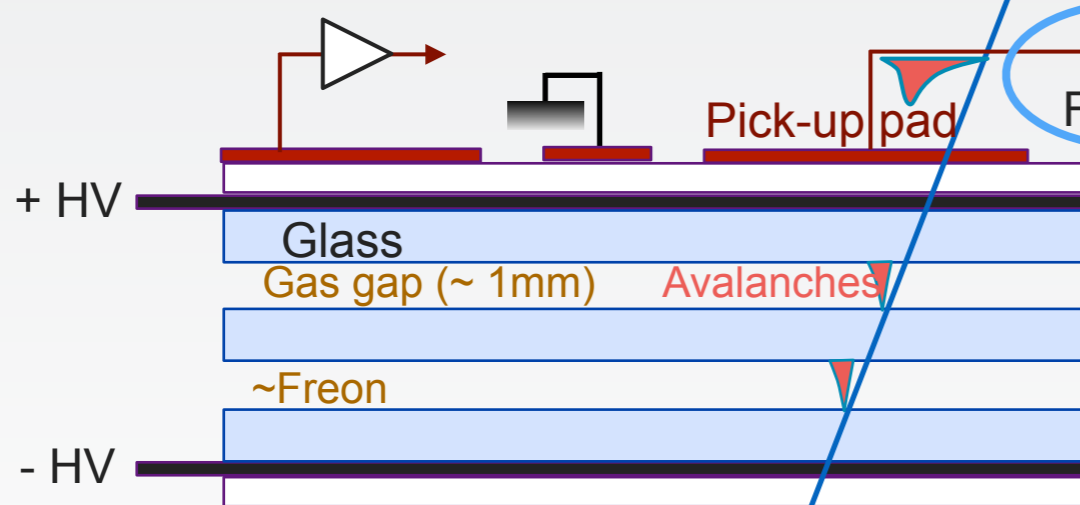 Pick-up pad
+ HV
Glass
Gas gap (~ 1mm)
Avalanches
~Freon
- HV